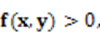 f(x, y) > 0,